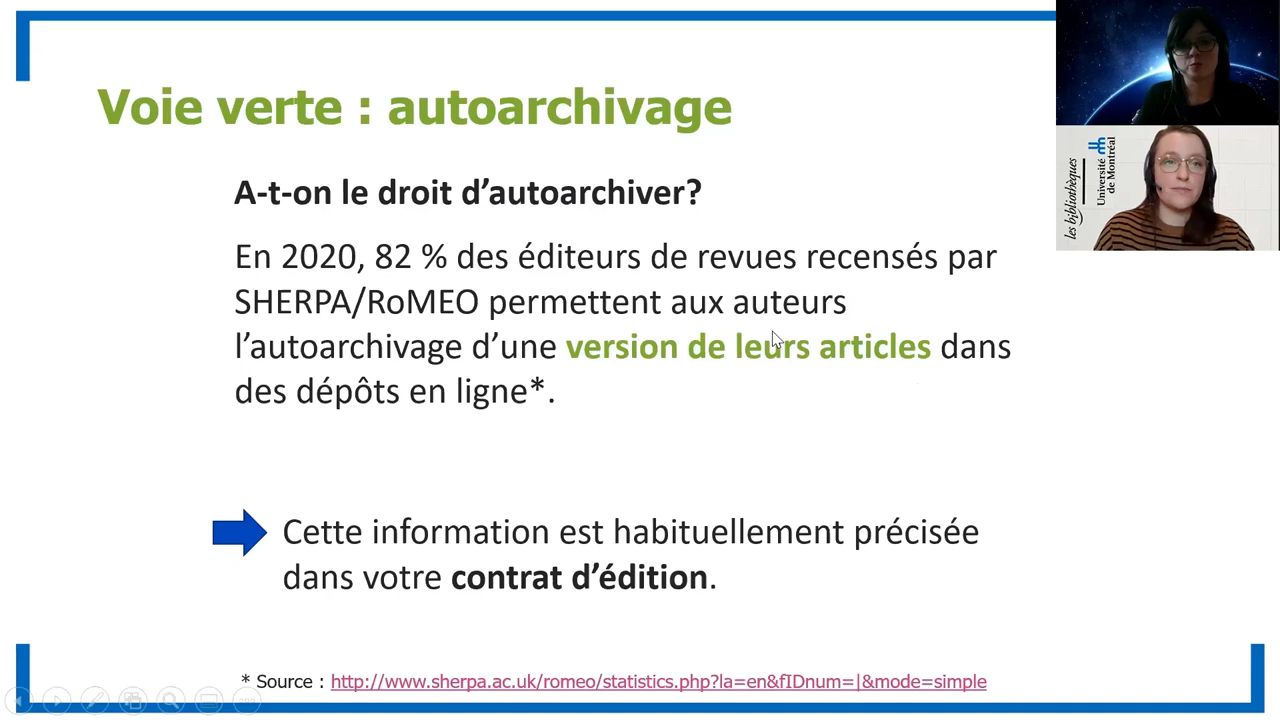 Voie verte : autoarchivage
A-t-on le droit d’autoarchiver?
En 2020, 82 % des éditeurs de revues recensés par
SHERPA/RoMEO permettent aux auteurs
l’autoarchivage d’une version de leurs articles dans
des dépôts en ligne*.
Cette information est habituellement précisée
dans votre contrat d’édition.
* Source : http://www.sherpa.ac.uk/romeo/statistics.php?la=en&fIDnum=|&mode=simple
les bibliothèques
Université
de Montréal